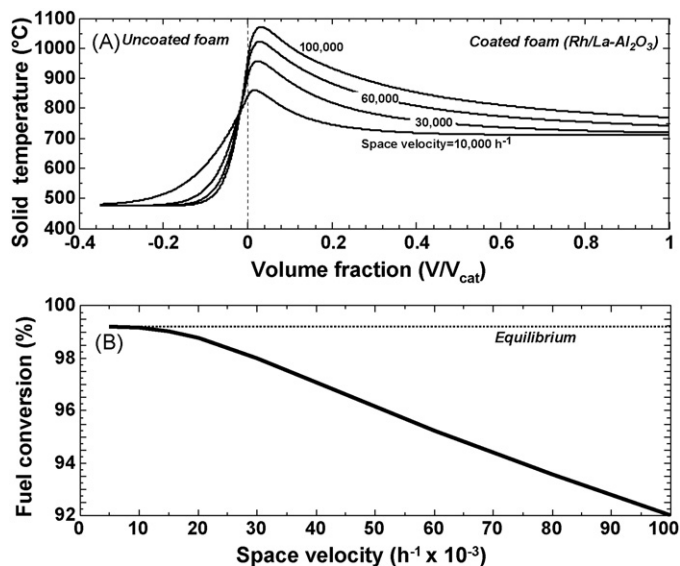 1100
1000
900
800
700
600
500
400
Solid temperature (°C)
(A)
Uncoated foam
Coated foam (Rh/La-Al₂O₃)
100,000
60,000
30,000
Space velocity=10,000 h⁻¹
-0.4 -0.2 0 0.2 0.4 0.6 0.8 1
Volume fraction (V/Vcat)
100
98
96
94
92
Fuel conversion (%)
(B)
Equilibrium
0 10 20 30 40 50 60 70 80 90 100
Space velocity (h⁻¹ x 10⁻³)